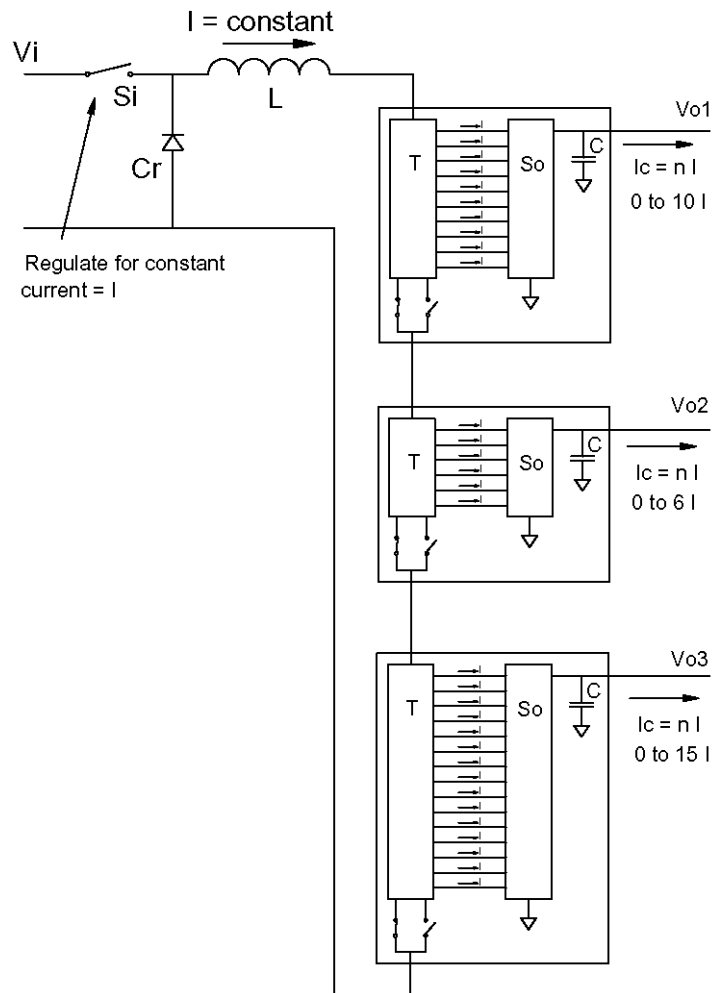 I = constant
Vi
Si
L
Cr
Regulate for constant
current = I
T
So
C
Vo1
Ic = n I
0 to 10 I
T
So
C
Vo2
Ic = n I
0 to 6 I
T
So
C
Vo3
Ic = n I
0 to 15 I